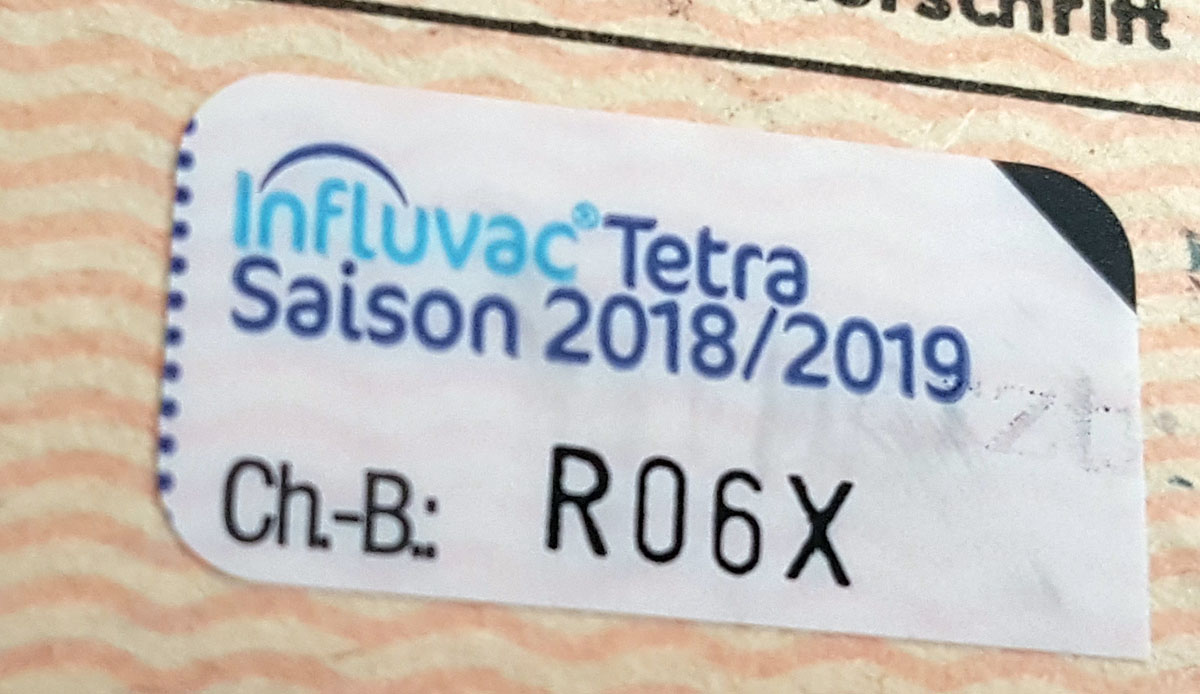 Influvac® Tetra
Saison 2018/2019
Ch.-B.: R06X